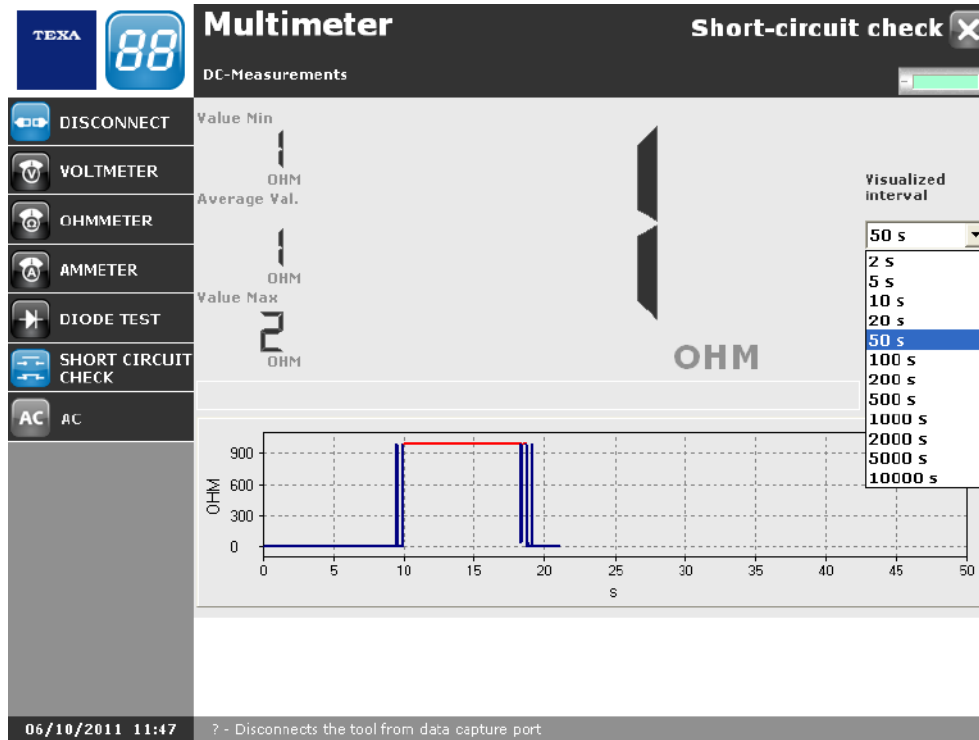 TEXA
88
Multimeter
Short-circuit check
DC-Measurements
DISCONNECT
VOLTMETER
OHMMETER
AMMETER
DIODE TEST
SHORT CIRCUIT
CHECK
AC AC
Value Min
1
OHM
Average Val.
1
OHM
Value Max
2
OHM
1
OHM
Visualized
interval
50 s
2 s
5 s
10 s
20 s
50 s
100 s
200 s
500 s
1000 s
2000 s
5000 s
10000 s
OHM
900
600
300
0
0 5 10 15 20 25 30 35 40 45 50
s
06/10/2011 11:47
? - Disconnects the tool from data capture port